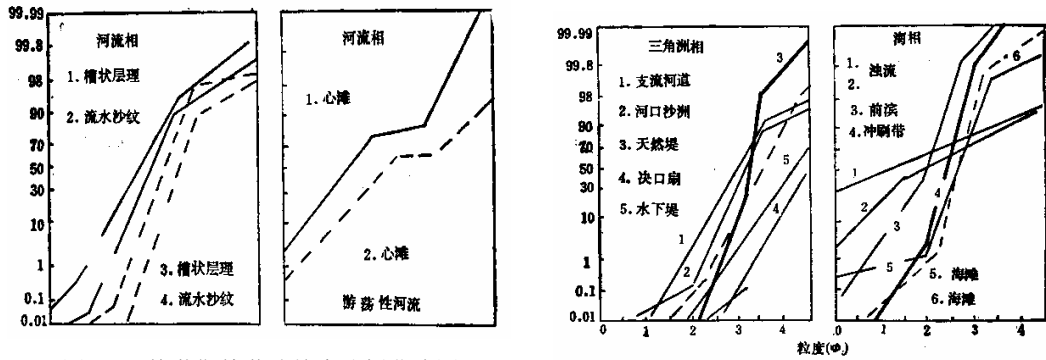 99.99
99.8
98
90
70
50
30
10
1
0.1
0.01
河流相
1.槽状层理
2.流水沙纹
3.槽状层理
4.流水沙纹
河流相
1.心滩
2.心滩
游荡性河流
99.99
99.8
98
90
70
50
30
10
1
0.1
0.01
三角洲相
1.支流河道
2.河口沙洲
3.天然堤
4.决口扇
5.水下堤
3
5
4
1
2
0
1
2
3
4
海相
1.
浊流
2.
3.前滨
4.冲刷带
6
1
2
4
3
5
5.海滩
6.海滩
0
1
2
3
4
粒度(Φ)